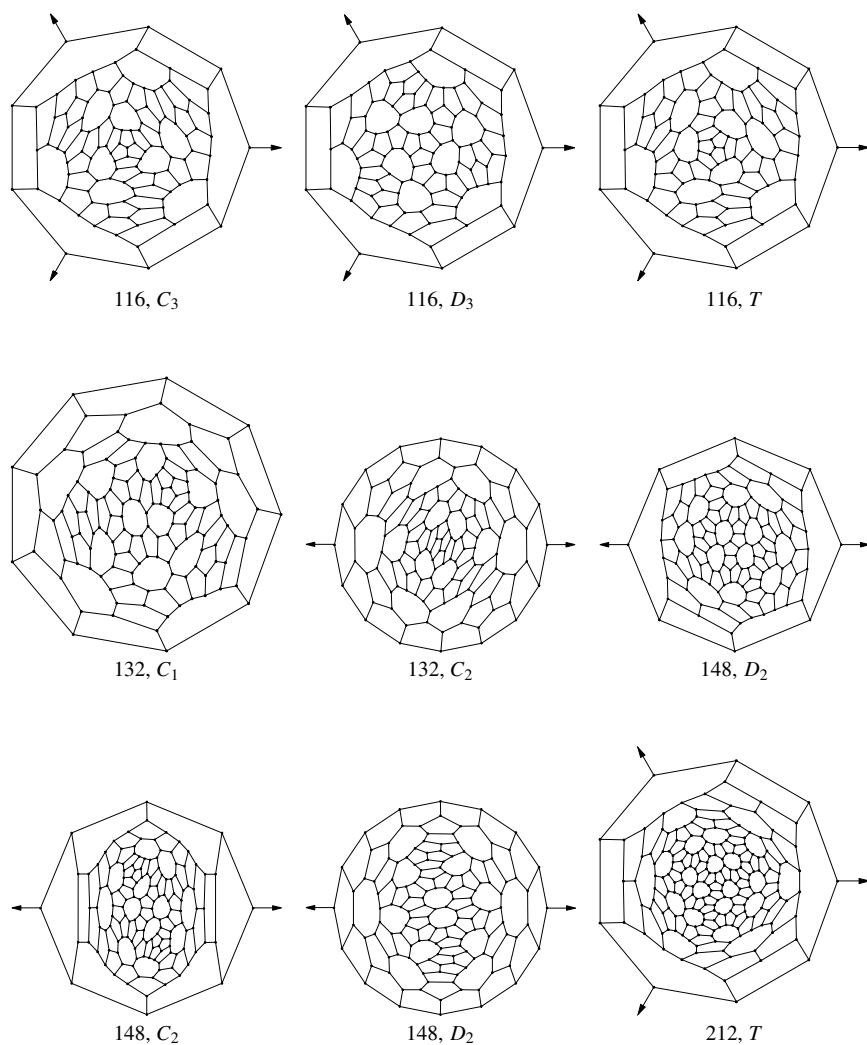 116, C3
116, D3
116, T
132, C1
132, C2
148, D2
148, C2
148, D2
212, T